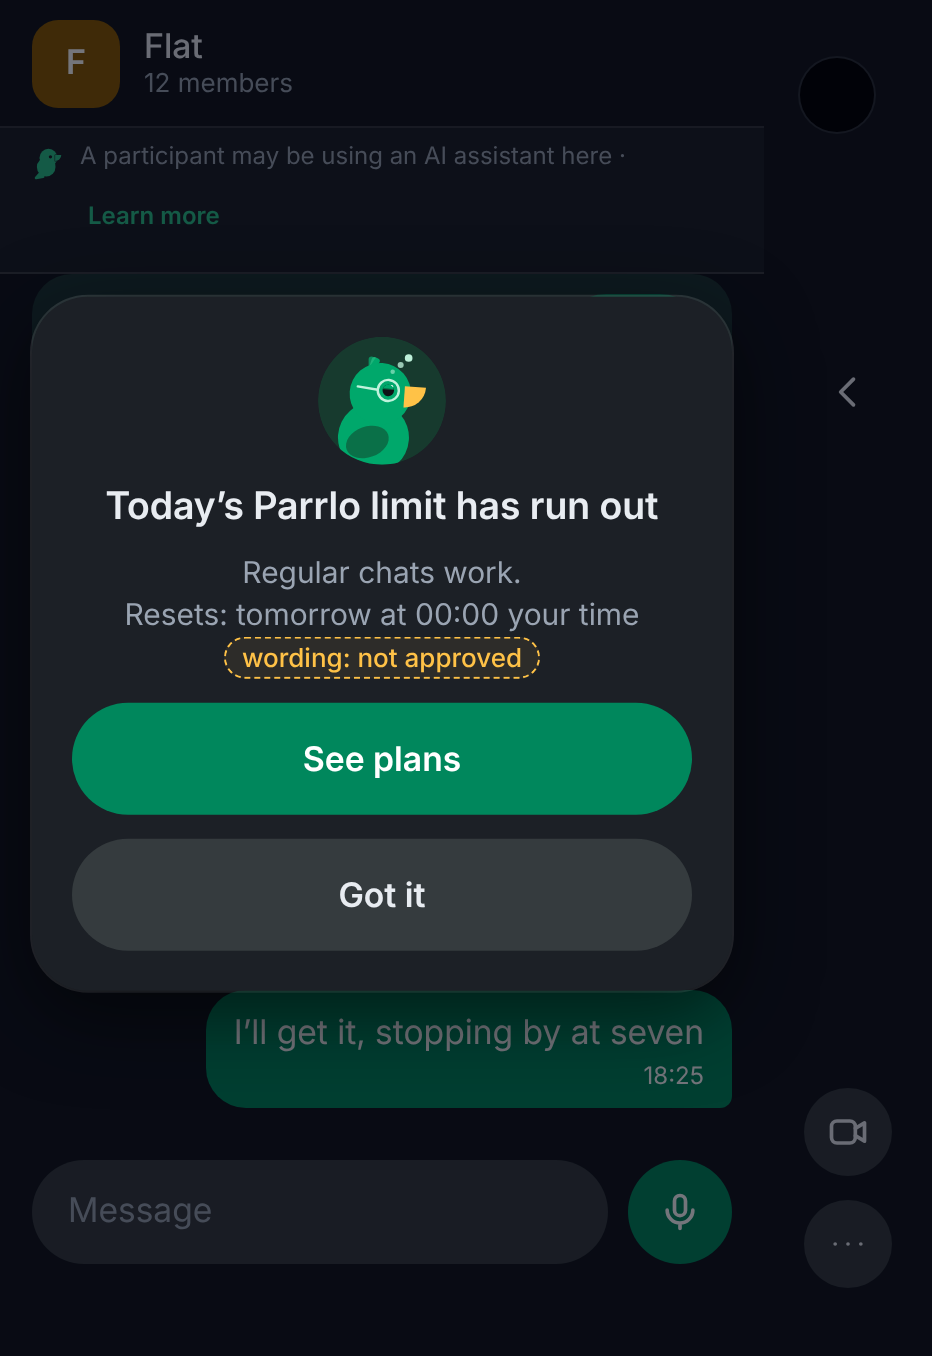 F
Flat
12 members
A participant may be using an AI assistant here ·
Learn more
Today’s Parrlo limit has run out
Regular chats work.
Resets: tomorrow at 00:00 your time
wording: not approved
See plans
Got it
I’ll get it, stopping by at seven
18:25
Message